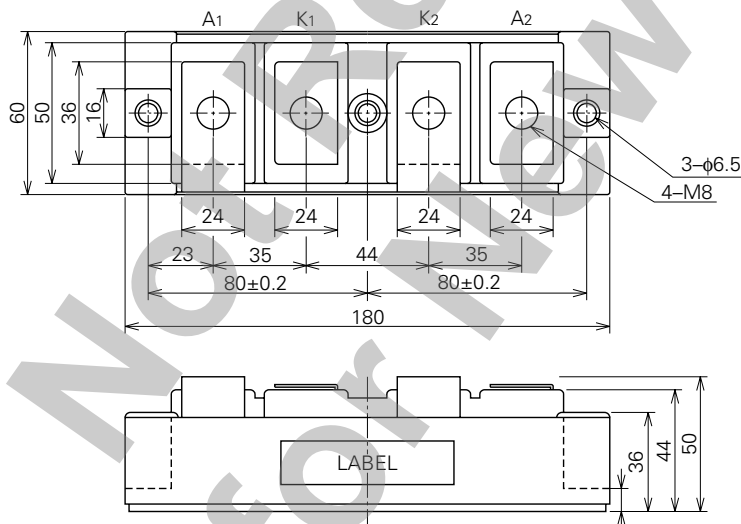 A1 K1 K2 A2
60
50
36
16
3–φ6.5
4–M8
24 24 24 24
23 35 44 35
80±0.2 80±0.2
180
LABEL
36
44
50
Not Re
for New